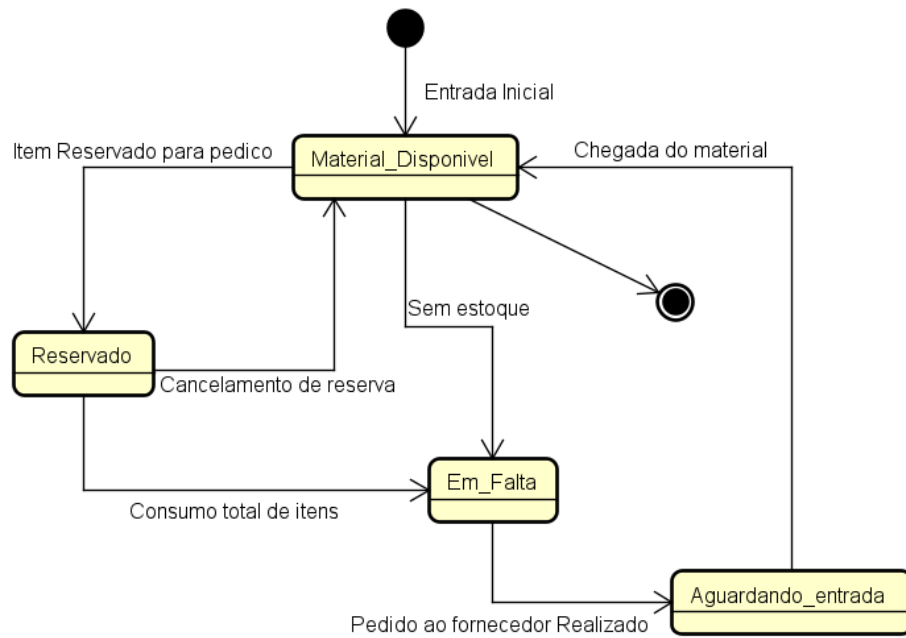 Entrada Inicial
Item Reservado para pedico
Material_Disponivel
Chegada do material
Sem estoque
Reservado
Cancelamento de reserva
Em_Falta
Consumo total de itens
Aguardando_entrada
Pedido ao fornecedor Realizado